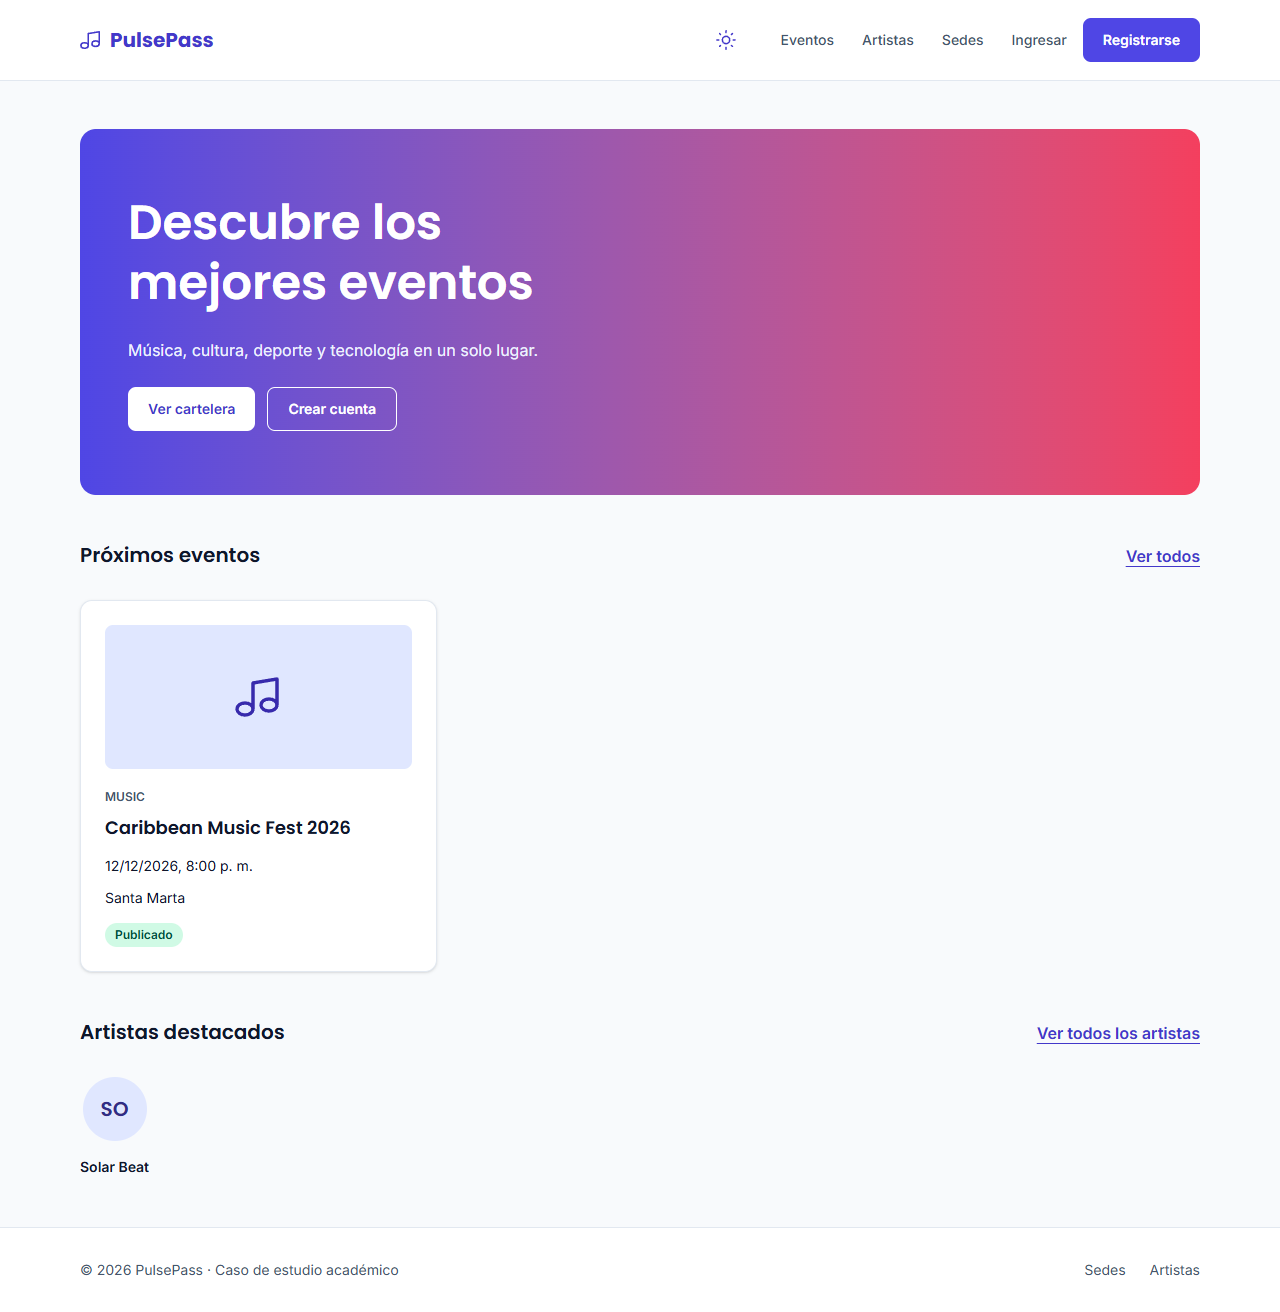 PulsePass
Eventos Artistas Sedes Ingresar Registrarse
Descubre los
mejores eventos
Música, cultura, deporte y tecnología en un solo lugar.
Ver cartelera Crear cuenta
Próximos eventos Ver todos
MUSIC
Caribbean Music Fest 2026
12/12/2026, 8:00 p. m.
Santa Marta
Publicado
Artistas destacados Ver todos los artistas
SO
Solar Beat
© 2026 PulsePass · Caso de estudio académico Sedes Artistas